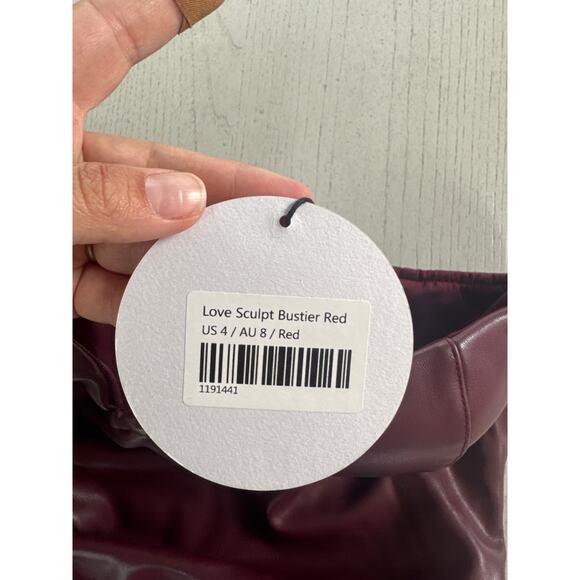 Love Sculpt Bustier Red
US 4 / AU 8 / Red
1191441